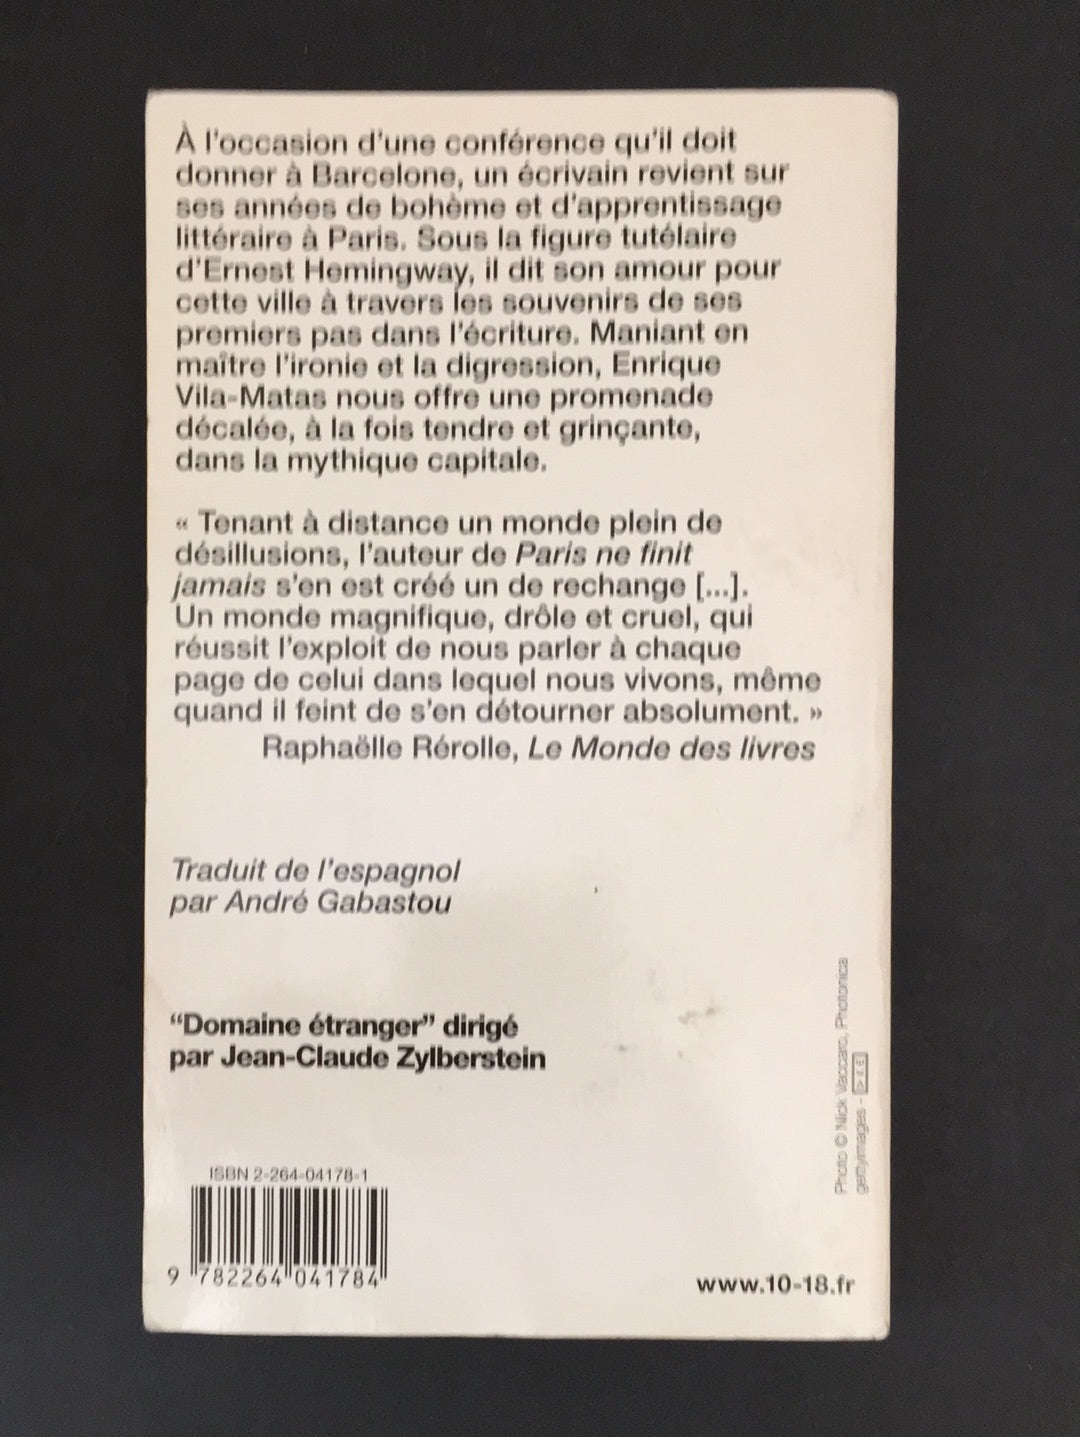 À l'occasion d'une conférence qu'il doit
donner à Barcelone, un écrivain revient sur
ses années de bohème et d'apprentissage
littéraire à Paris. Sous la figure tutélaire
d'Ernest Hemingway, il dit son amour pour
cette ville à travers les souvenirs de ses
premiers pas dans l'écriture. Maniant en
maître l'ironie et la digression, Enrique
Vila-Matas nous offre une promenade
décalée, à la fois tendre et grinçante,
dans la mythique capitale.
« Tenant à distance un monde plein de
désillusions, l'auteur de Paris ne finit
jamais s'en est créé un de rechange [...].
Un monde magnifique, drôle et cruel, qui
réussit l'exploit de nous parler à chaque
page de celui dans lequel nous vivons, même
quand il feint de s'en détourner absolument. »
Raphaëlle Rérolle, Le Monde des livres
Traduit de l'espagnol
par André Gabastou
“Domaine étranger” dirigé
par Jean-Claude Zylberstein
Photo © Nick Vaccaro, Photonica
gettyimages -
ISBN 2-264-04178-1
9 782264 041784
www.10-18.fr